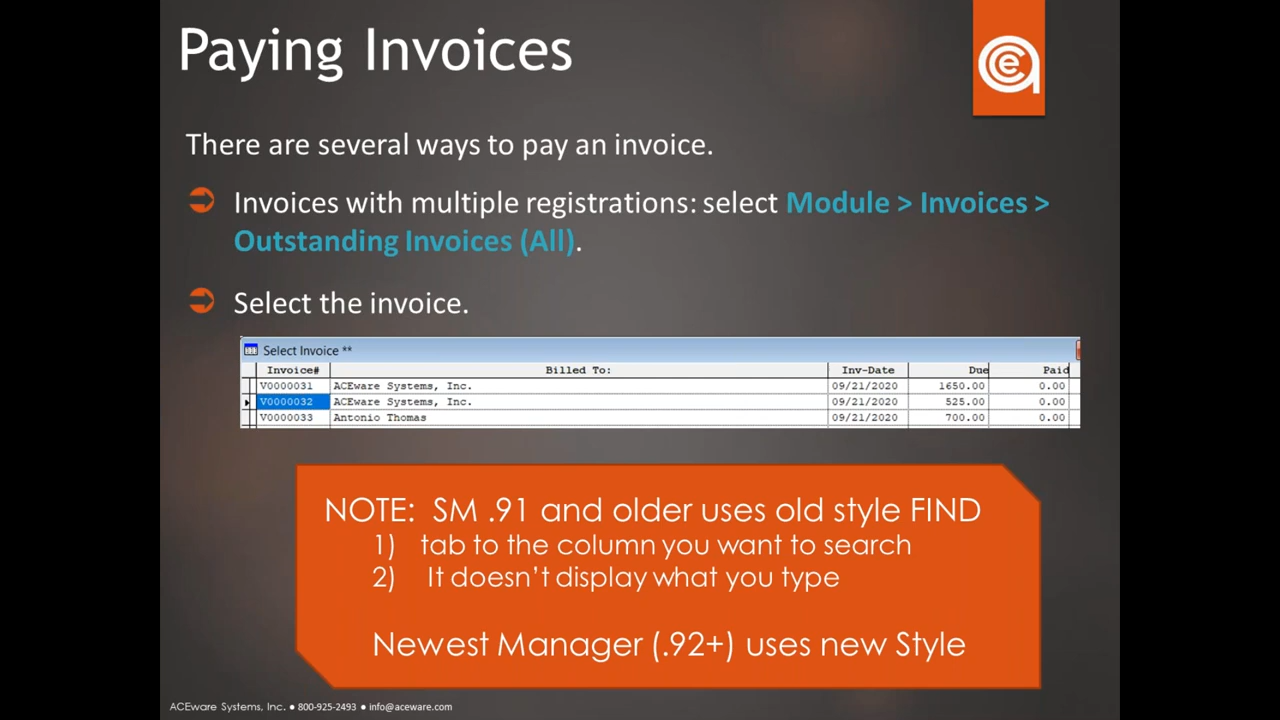 Paying Invoices
There are several ways to pay an invoice.
Invoices with multiple registrations: select Module > Invoices >
Outstanding Invoices (All).
Select the invoice.
Select Invoice **
Invoice# Billed To: Inv-Date Due Paid
V0000031 ACEware Systems, Inc. 09/21/2020 1650.00 0.00
V0000032 ACEware Systems, Inc. 09/21/2020 525.00 0.00
V0000033 Antonio Thomas 09/21/2020 700.00 0.00
NOTE: SM .91 and older uses old style FIND
1) tab to the column you want to search
2) It doesn't display what you type
Newest Manager (.92+) uses new Style
ACEware Systems, Inc. ● 800-925-2493 ● info@aceware.com